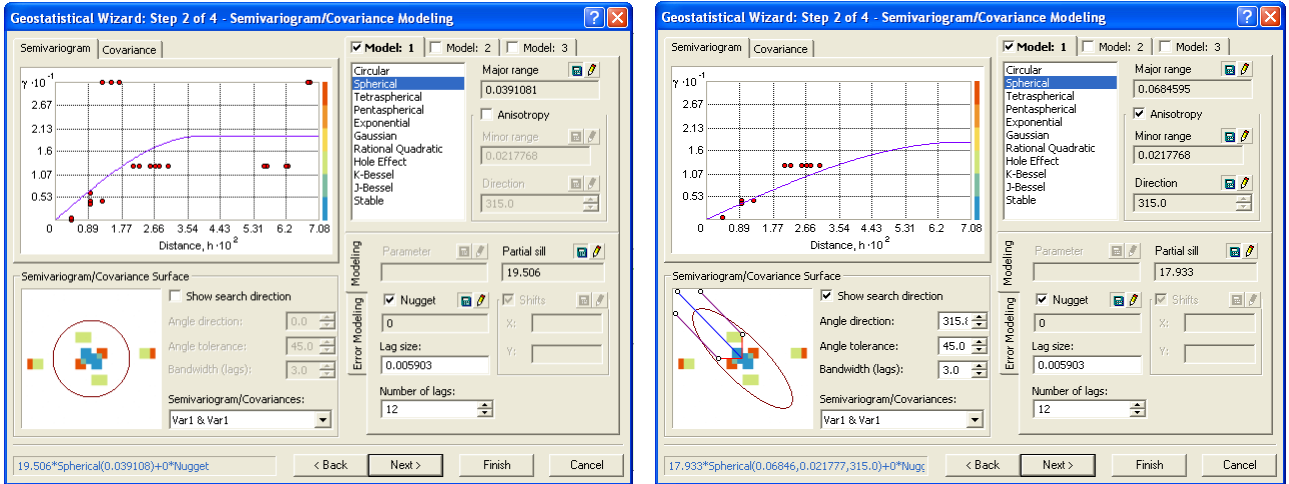 Geostatistical Wizard: Step 2 of 4 - Semivariogram/Covariance Modeling
Semivariogram
Covariance
γ ·10 -1
2.67
2.13
1.6
1.07
0.53
0 0.89 1.77 2.66 3.54 4.43 5.31 6.2 7.08
Distance, h ·10 2
Semivariogram/Covariance Surface
Show search direction
Angle direction: 0.0
Angle tolerance: 45.0
Bandwidth (lags): 3.0
Semivariogram/Covariances:
Var1 & Var1
Model: 1 Model: 2 Model: 3
Circular
Spherical
Tetraspherical
Pentaspherical
Exponential
Gaussian
Rational Quadratic
Hole Effect
K-Bessel
J-Bessel
Stable
Major range
0.0391081
Anisotropy
Minor range
0.0217768
Direction
315.0
Modeling
Error Modeling
Parameter
Partial sill
19.506
Nugget
0
Shifts
X:
Y:
Lag size:
0.005903
Number of lags:
12
19.506*Spherical(0.039108)+0*Nugget
< Back
Next >
Finish
Cancel
Geostatistical Wizard: Step 2 of 4 - Semivariogram/Covariance Modeling
Semivariogram
Covariance
γ ·10 -1
2.67
2.13
1.6
1.07
0.53
0 0.89 1.77 2.66 3.54 4.43 5.31 6.2 7.08
Distance, h ·10 2
Semivariogram/Covariance Surface
Show search direction
Angle direction: 315.
Angle tolerance: 45.0
Bandwidth (lags): 3.0
Semivariogram/Covariances:
Var1 & Var1
Model: 1 Model: 2 Model: 3
Circular
Spherical
Tetraspherical
Pentaspherical
Exponential
Gaussian
Rational Quadratic
Hole Effect
K-Bessel
J-Bessel
Stable
Major range
0.0684595
Anisotropy
Minor range
0.0217768
Direction
315.0
Modeling
Error Modeling
Parameter
Partial sill
17.933
Nugget
0
Shifts
X:
Y:
Lag size:
0.005903
Number of lags:
12
17.933*Spherical(0.06846,0.021777,315.0)+0*Nugg
< Back
Next >
Finish
Cancel